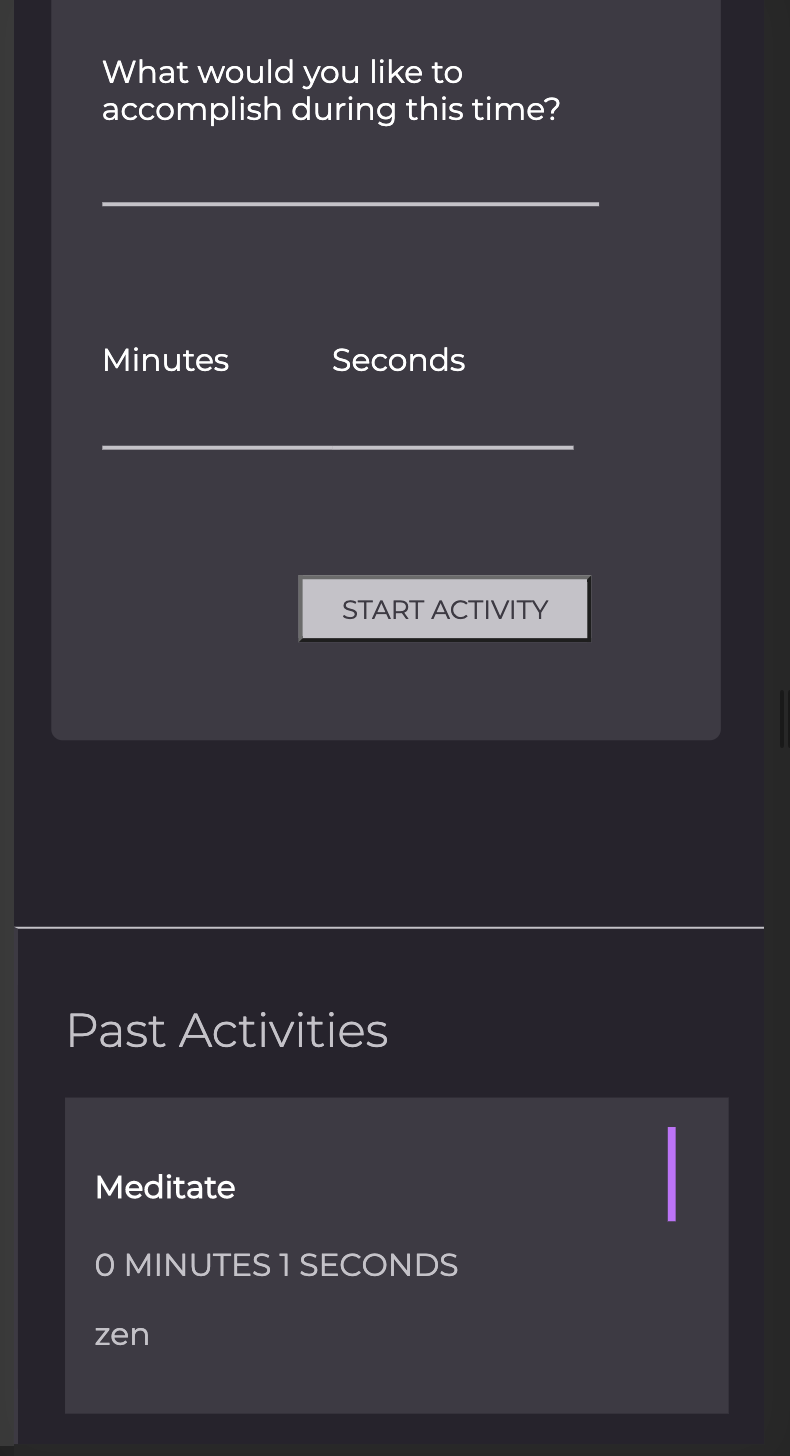 What would you like to
accomplish during this time?
Minutes Seconds
START ACTIVITY
Past Activities
Meditate
0 MINUTES 1 SECONDS
zen